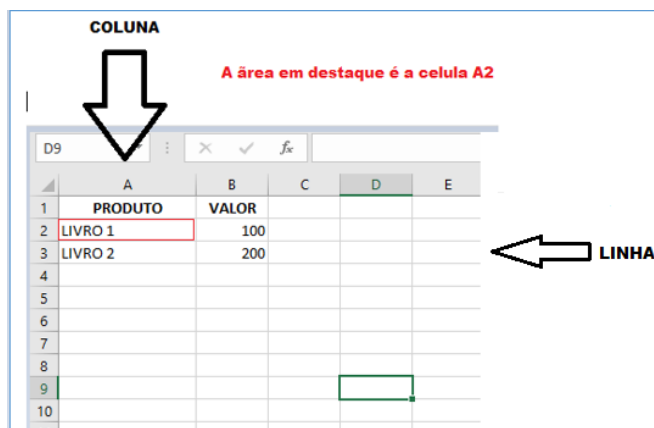 COLUNA
A ãrea em destaque é a celula A2
D9 fx
A B C D E
1 PRODUTO VALOR
2 LIVRO 1 100
3 LIVRO 2 200
LINHA
4
5
6
7
8
9
10